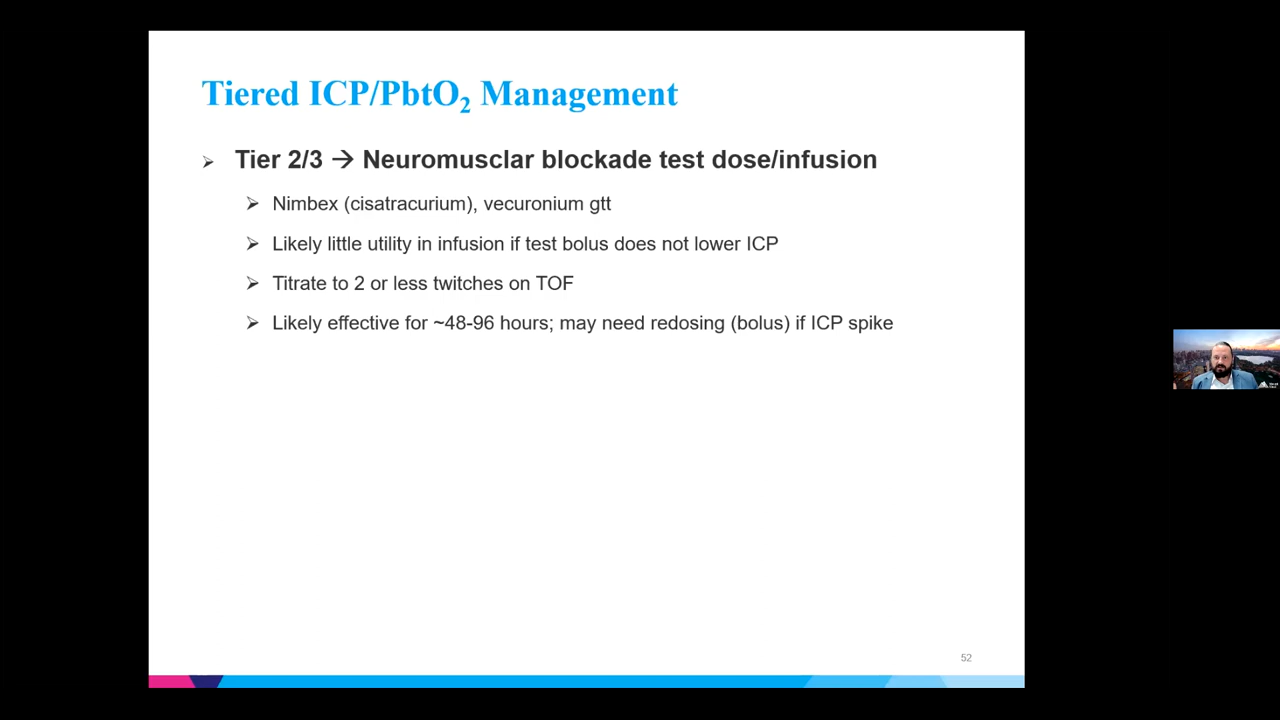 Tiered ICP/PbtO₂ Management
Tier 2/3 → Neuromusclar blockade test dose/infusion
Nimbex (cisatracurium), vecuronium gtt
Likely little utility in infusion if test bolus does not lower ICP
Titrate to 2 or less twitches on TOF
Likely effective for ~48-96 hours; may need redosing (bolus) if ICP spike
52